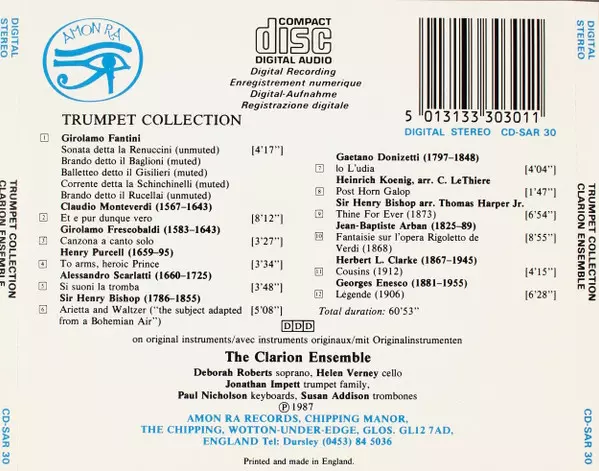 DIGITAL
STEREO
TRUMPET COLLECTION
CLARION ENSEMBLE
CD-SAR 30
AMON RA
COMPACT
disc
DIGITAL AUDIO
Digital Recording
Enregistrement numerique
Digital-Aufnahme
Registrazione digitale
5 013133 303011
DIGITAL STEREO CD-SAR 30
TRUMPET COLLECTION
1 Girolamo Fantini
Sonata detta la Renuccini (unmuted) [4'17"]
Brando detto il Baglioni (muted)
Balletteo detto il Gisilieri (muted)
Corrente detta la Schinchinelli (muted)
Brando detto il Rucellai (unmuted)
Claudio Monteverdi (1567–1643)
2 Et e pur dunque vero [8'12"]
Girolamo Frescobaldi (1583–1643)
3 Canzona a canto solo [3'27"]
Henry Purcell (1659–95)
4 To arms, heroic Prince [3'34"]
Alessandro Scarlatti (1660–1725)
5 Si suoni la tromba [3'48"]
Sir Henry Bishop (1786–1855)
6 Arietta and Waltzer ("the subject adapted [5'08"]
from a Bohemian Air")
Gaetano Donizetti (1797–1848)
7 Io L'udia [4'04"]
Heinrich Koenig, arr. C. LeThiere
8 Post Horn Galop [1'47"]
Sir Henry Bishop arr. Thomas Harper Jr.
9 Thine For Ever (1873) [6'54"]
Jean-Baptiste Arban (1825–89)
10 Fantaisie sur l'opera Rigoletto de [8'55"]
Verdi (1868)
Herbert L. Clarke (1867–1945)
11 Cousins (1912) [4'15"]
Georges Enesco (1881–1955)
12 Légende (1906) [6'28"]
Total duration: 60'53"
DDD
on original instruments/avec instruments originaux/mit Originalinstrumenten
The Clarion Ensemble
Deborah Roberts soprano, Helen Verney cello
Jonathan Impett trumpet family,
Paul Nicholson keyboards, Susan Addison trombones
Ⓟ 1987
AMON RA RECORDS, CHIPPING MANOR,
THE CHIPPING, WOTTON-UNDER-EDGE, GLOS. GL12 7AD,
ENGLAND Tel: Dursley (0453) 84 5036
Printed and made in England.
DIGITAL
STEREO
TRUMPET COLLECTION
CLARION ENSEMBLE
CD-SAR 30